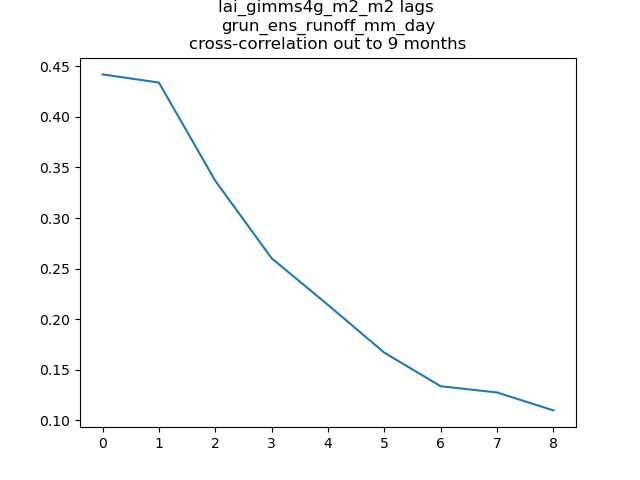 lai_gimms4g_m2_m2 lags
grun_ens_runoff_mm_day
cross-correlation out to 9 months
0.45
0.40
0.35
0.30
0.25
0.20
0.15
0.10
0 1 2 3 4 5 6 7 8